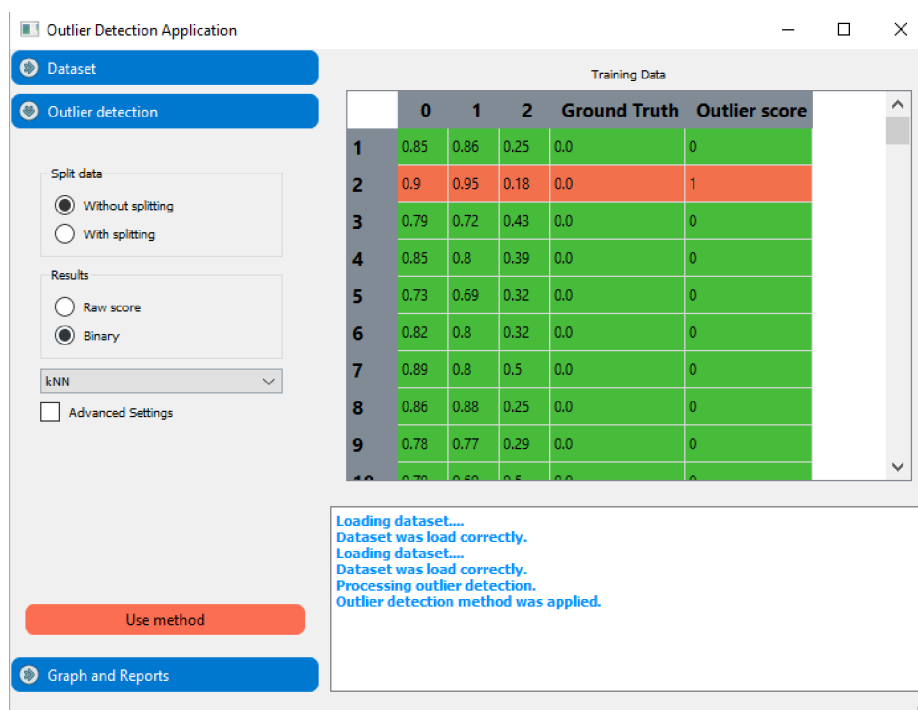 Outlier Detection Application
Dataset
Outlier detection
Split data
Without splitting
With splitting
Results
Raw score
Binary
kNN
Advanced Settings
Use method
Graph and Reports
Training Data
0 1 2 Ground Truth Outlier score
1 0.85 0.86 0.25 0.0 0
2 0.9 0.95 0.18 0.0 1
3 0.79 0.72 0.43 0.0 0
4 0.85 0.8 0.39 0.0 0
5 0.73 0.69 0.32 0.0 0
6 0.82 0.8 0.32 0.0 0
7 0.89 0.8 0.5 0.0 0
8 0.86 0.88 0.25 0.0 0
9 0.78 0.77 0.29 0.0 0
Loading dataset....
Dataset was load correctly.
Loading dataset....
Dataset was load correctly.
Processing outlier detection.
Outlier detection method was applied.